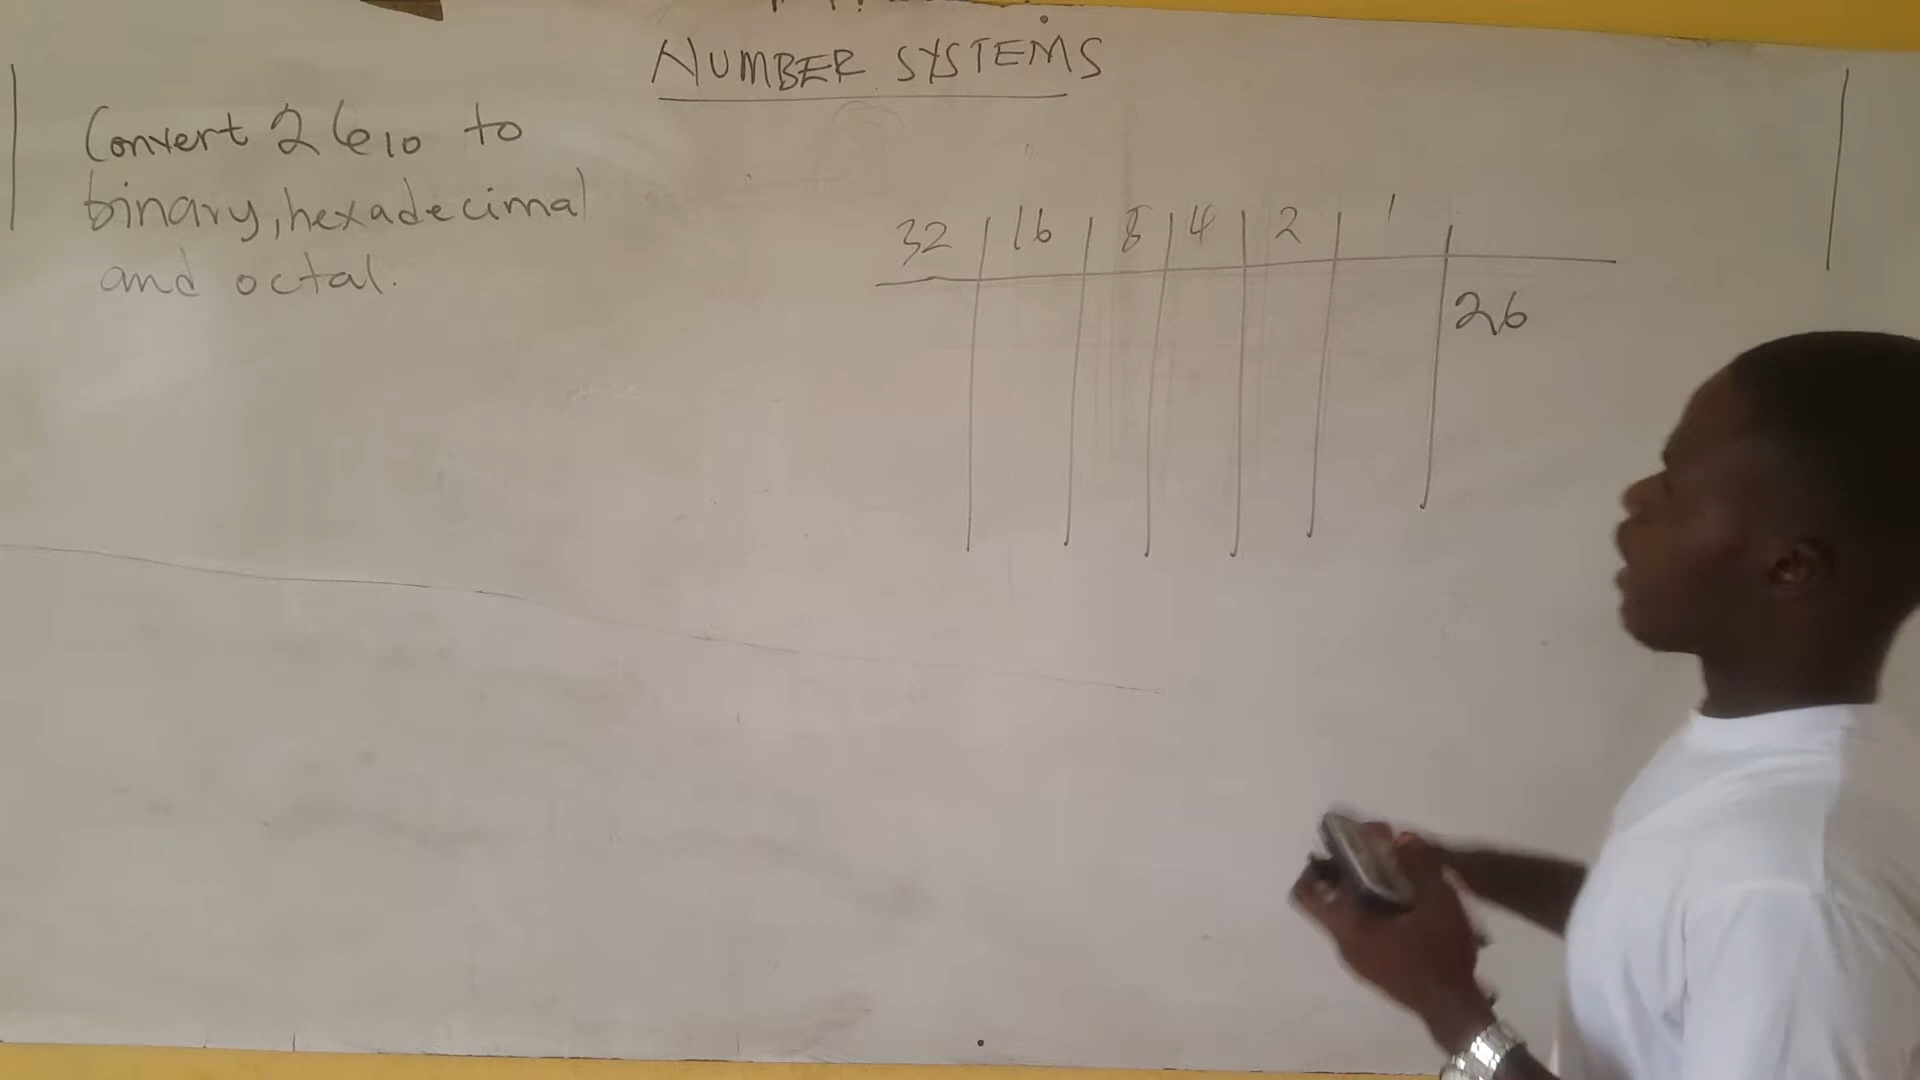 NUMBER SYSTEMS
Convert 26₁₀ to
binary, hexadecimal
and octal.
32 16 8 4 2 1
26